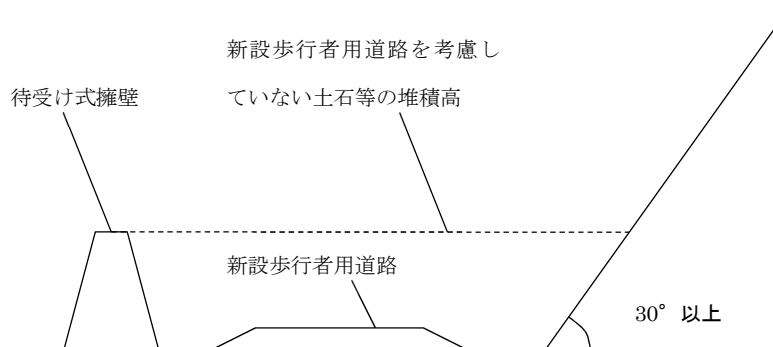 新設歩行者用道路を考慮し
待受け式擁壁
ていない土石等の堆積高
新設歩行者用道路
30°以上